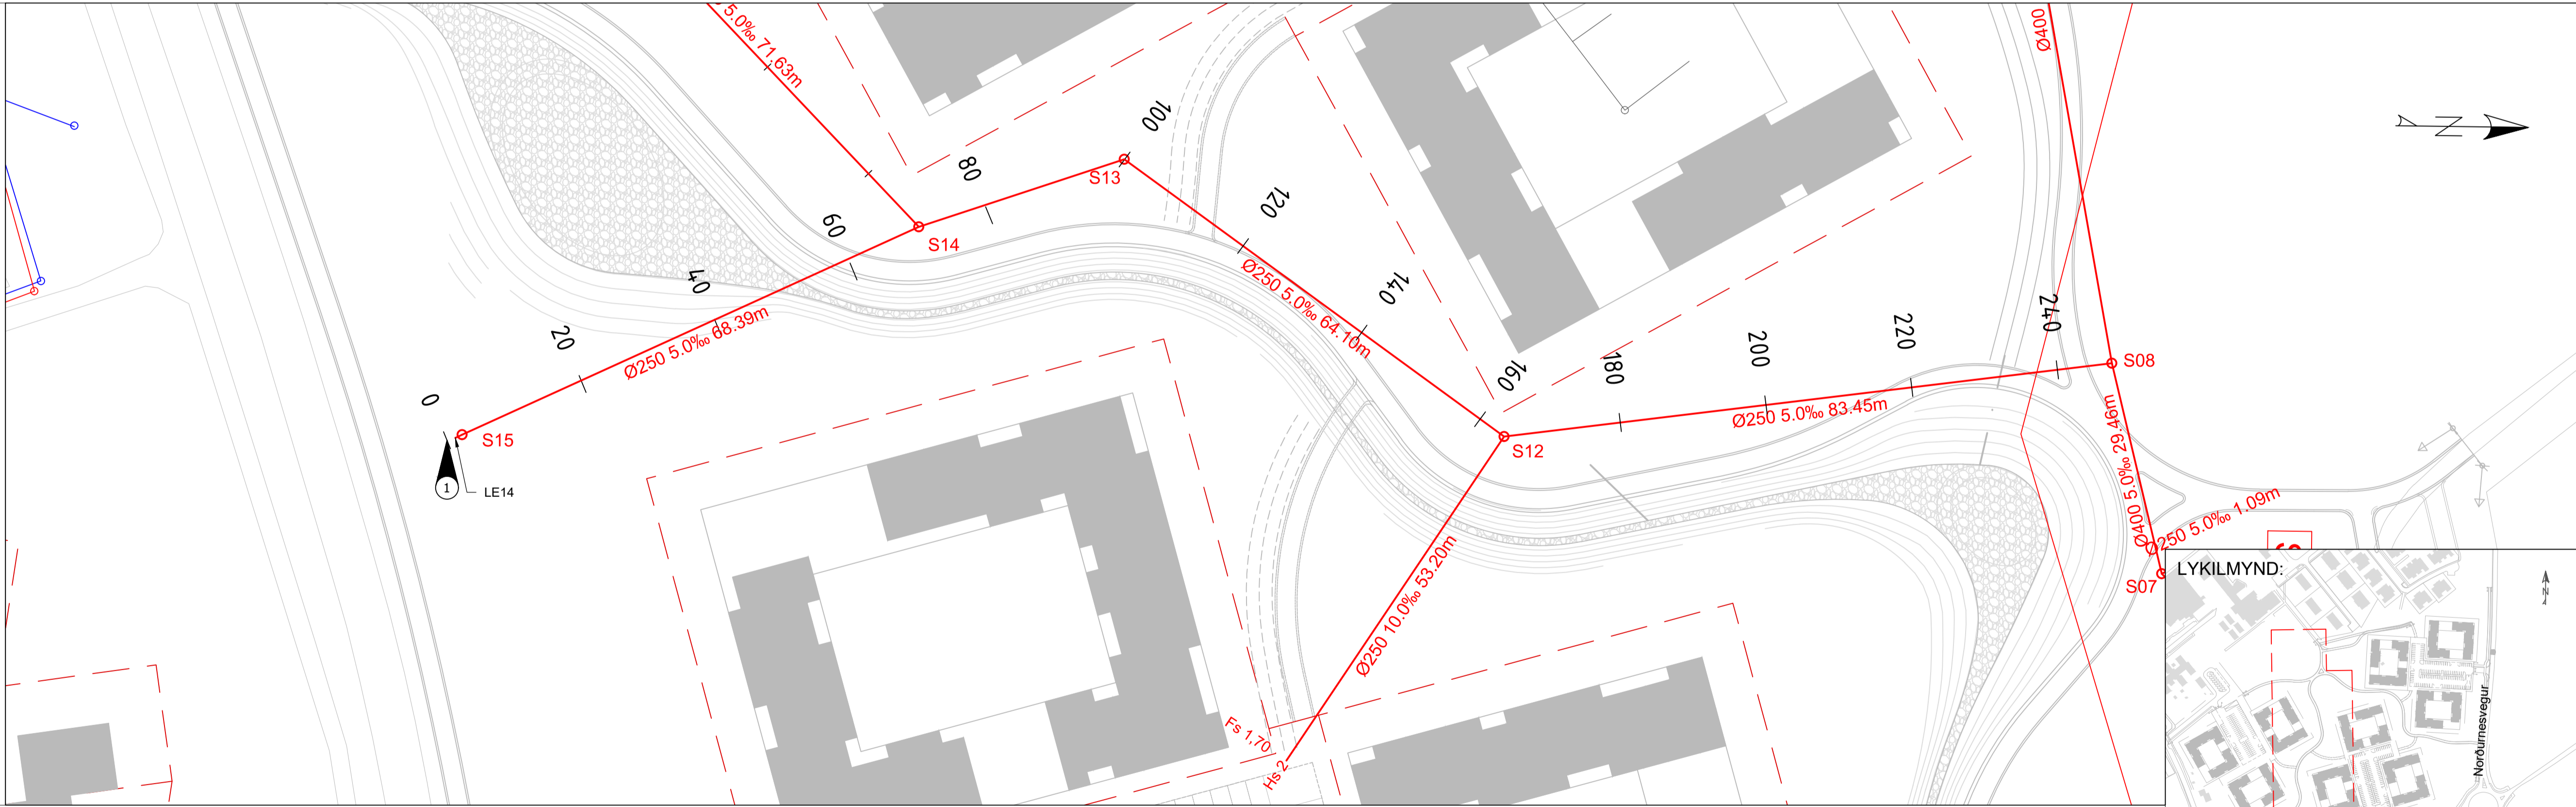 5.0‰ 71.63m
Ø400
N
100
80
S13
120
60
S14
40
140
240
220
200
180
160
20
Ø250 5.0‰ 68.39m
Ø250 5.0‰ 64.10m
S08
0
Ø250 5.0‰ 83.45m
S15
S12
Ø400 5.0‰ 29.46m
1
LE14
Ø250 5.0‰ 1.09m
Ø250 10.0‰ 53.20m
S07
LYKILMYND:
N
Norðurnesvegur
Fs 1,70
Hs 2